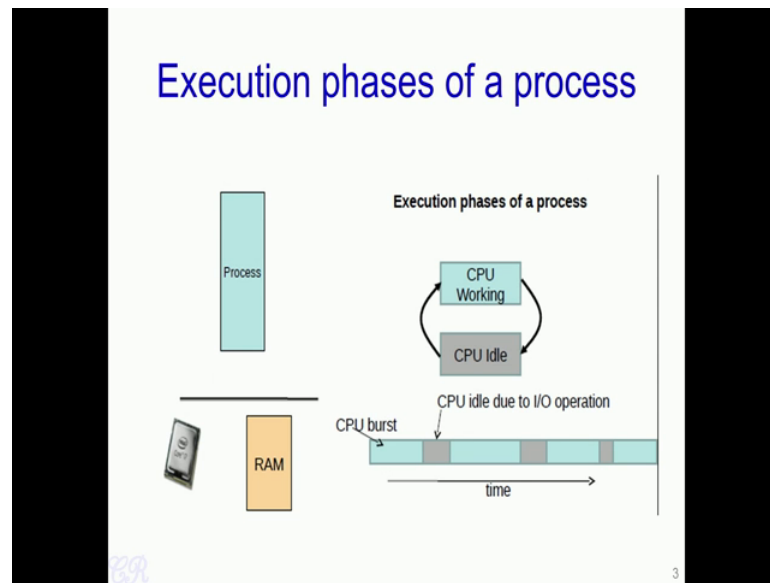 Execution phases of a process
Process
RAM
Execution phases of a process
CPU
Working
CPU Idle
CPU idle due to I/O operation
CPU burst
time
CR
3